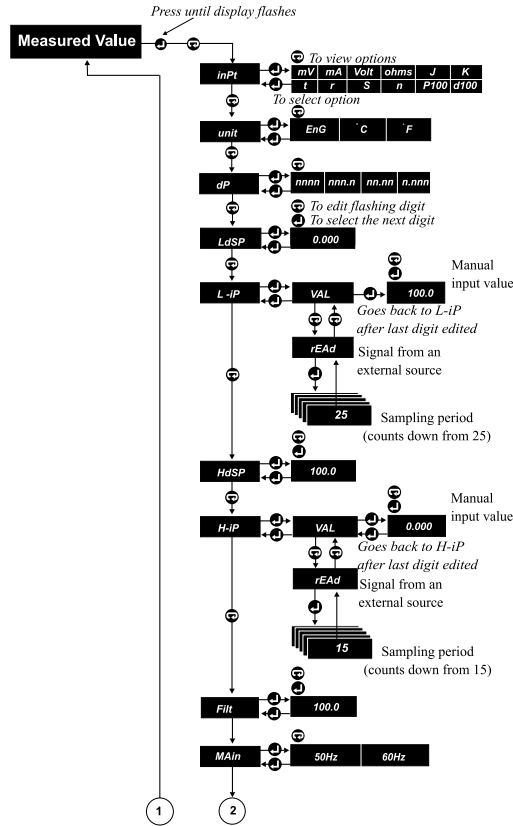 Press until display flashes
Measured Value
To view options
inPt
mV mA Volt ohms J K
t r S n P100 d100
To select option
unit
EnG `C `F
dP
nnnn nnn.n nn.nn n.nnn
To edit flashing digit
To select the next digit
LdSP
0.000
Manual
input value
L -iP
VAL
100.0
Goes back to L-iP
after last digit edited
rEAd
Signal from an
external source
25
Sampling period
(counts down from 25)
HdSP
100.0
Manual
input value
H-iP
VAL
0.000
Goes back to H-iP
after last digit edited
rEAd
Signal from an
external source
15
Sampling period
(counts down from 15)
Filt
100.0
MAin
50Hz 60Hz
1 2